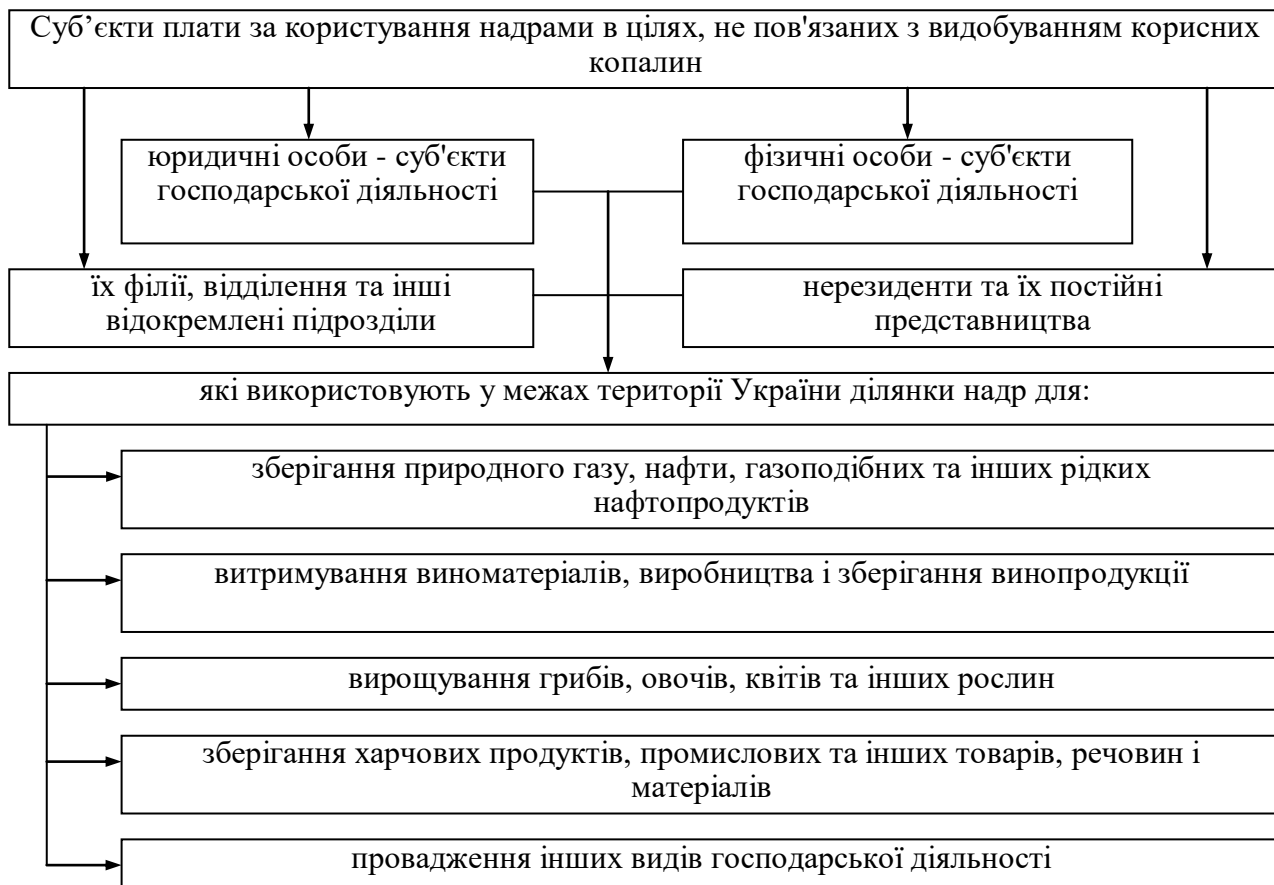 Суб’єкти плати за користування надрами в цілях, не пов'язаних з видобуванням корисних
копалин
юридичні особи - суб'єкти
господарської діяльності
фізичні особи - суб'єкти
господарської діяльності
їх філії, відділення та інші
відокремлені підрозділи
нерезиденти та їх постійні
представництва
які використовують у межах території України ділянки надр для:
зберігання природного газу, нафти, газоподібних та інших рідких
нафтопродуктів
витримування виноматеріалів, виробництва і зберігання винопродукції
вирощування грибів, овочів, квітів та інших рослин
зберігання харчових продуктів, промислових та інших товарів, речовин і
матеріалів
провадження інших видів господарської діяльності